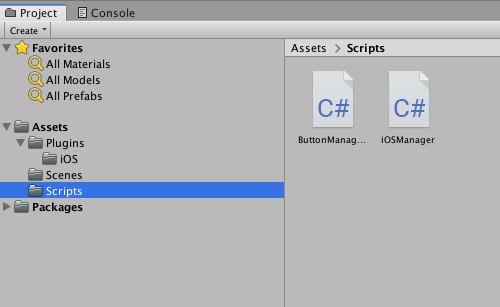 Project
Console
Create
Favorites
All Materials
All Models
All Prefabs
Assets
Plugins
iOS
Scenes
Scripts
Packages
Assets > Scripts
C#
C#
ButtonManag...
iOSManager